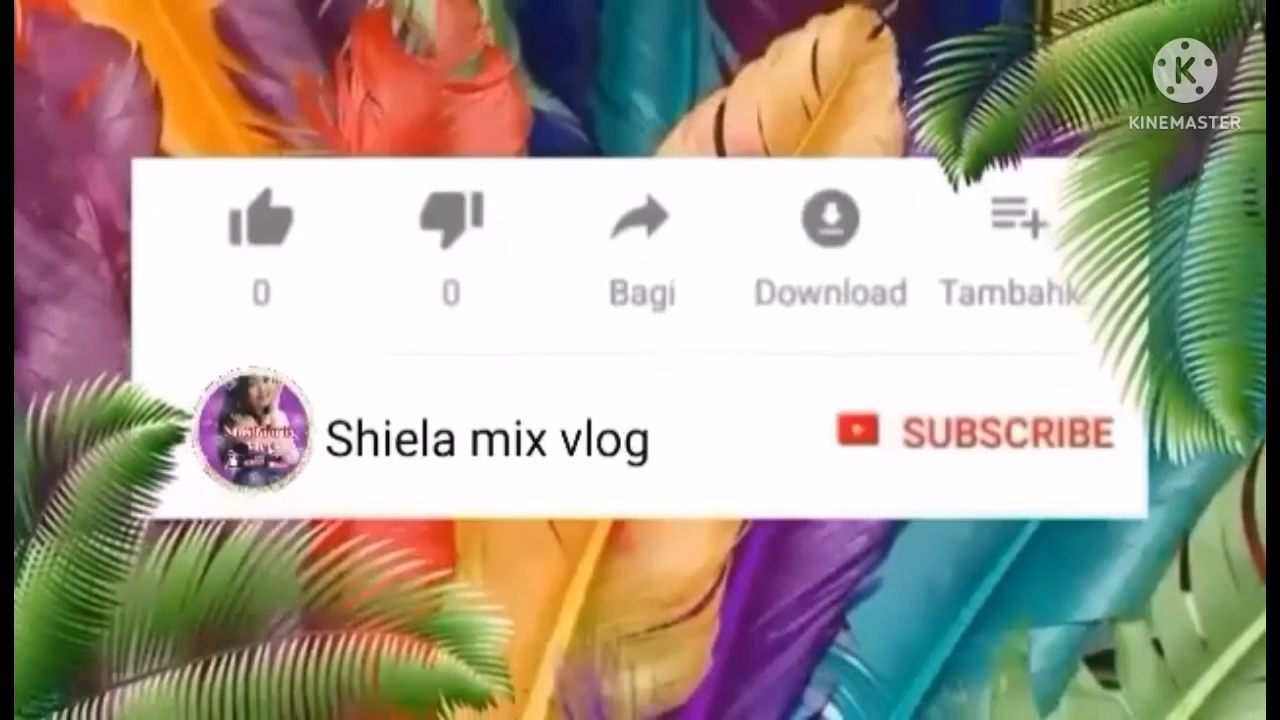 K
KINEMASTER
0 0 Bagi Download Tambahk
Shiela mix vlog SUBSCRIBE